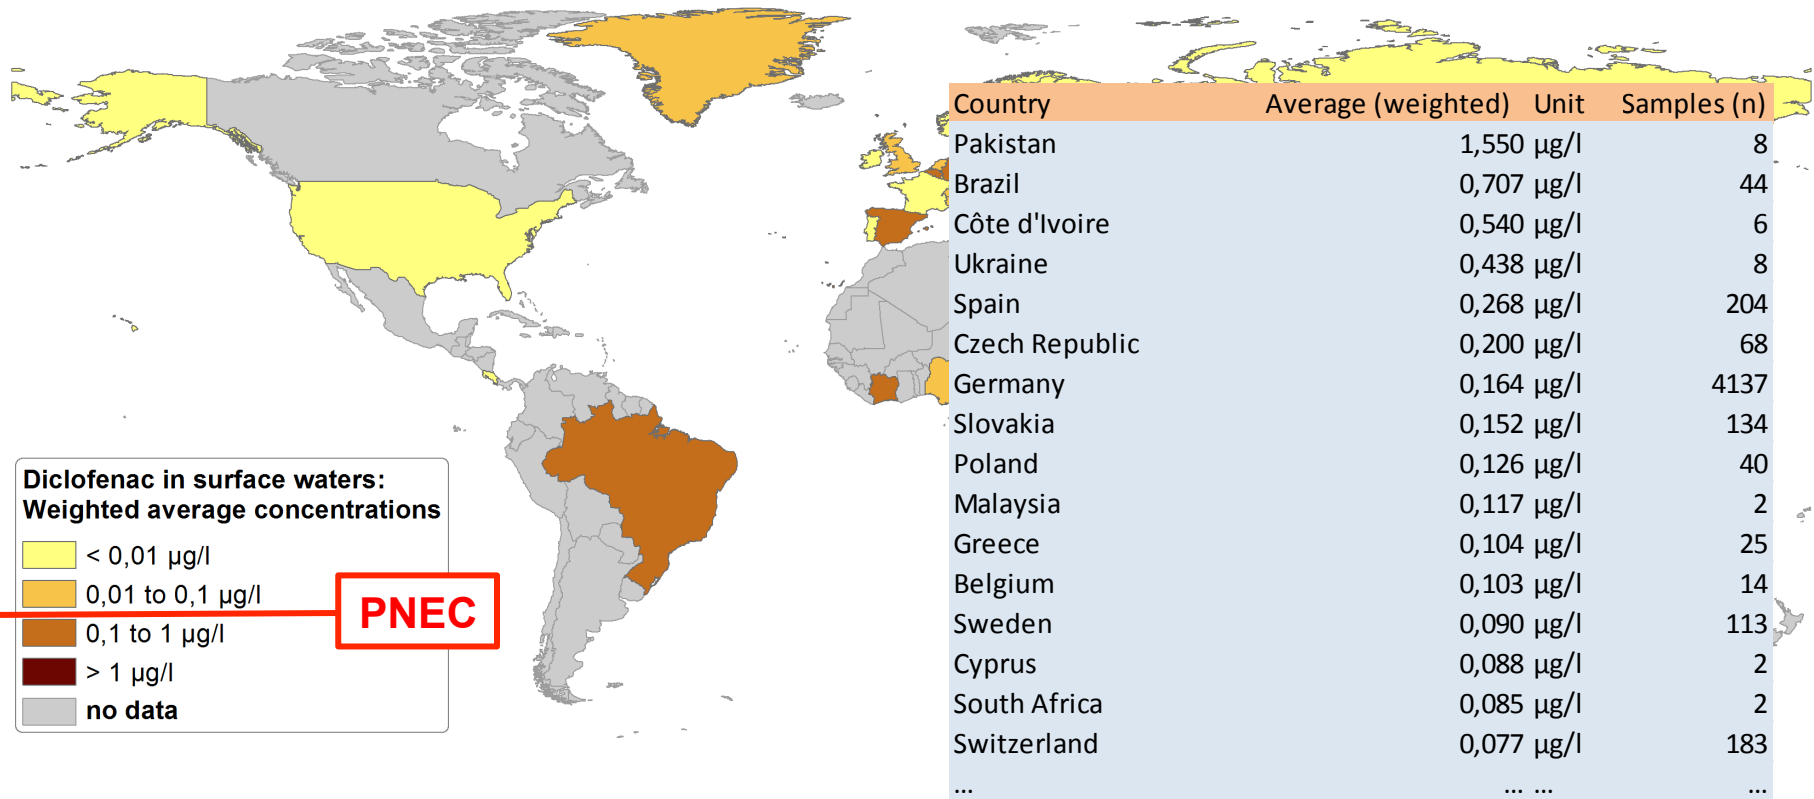 Country Average (weighted) Unit Samples (n)
Pakistan 1,550 µg/l 8
Brazil 0,707 µg/l 44
Côte d'Ivoire 0,540 µg/l 6
Ukraine 0,438 µg/l 8
Spain 0,268 µg/l 204
Czech Republic 0,200 µg/l 68
Germany 0,164 µg/l 4137
Slovakia 0,152 µg/l 134
Poland 0,126 µg/l 40
Malaysia 0,117 µg/l 2
Greece 0,104 µg/l 25
Belgium 0,103 µg/l 14
Sweden 0,090 µg/l 113
Cyprus 0,088 µg/l 2
South Africa 0,085 µg/l 2
Switzerland 0,077 µg/l 183
... ... ... ...
Diclofenac in surface waters:
Weighted average concentrations
< 0,01 µg/l
0,01 to 0,1 µg/l
PNEC
0,1 to 1 µg/l
> 1 µg/l
no data